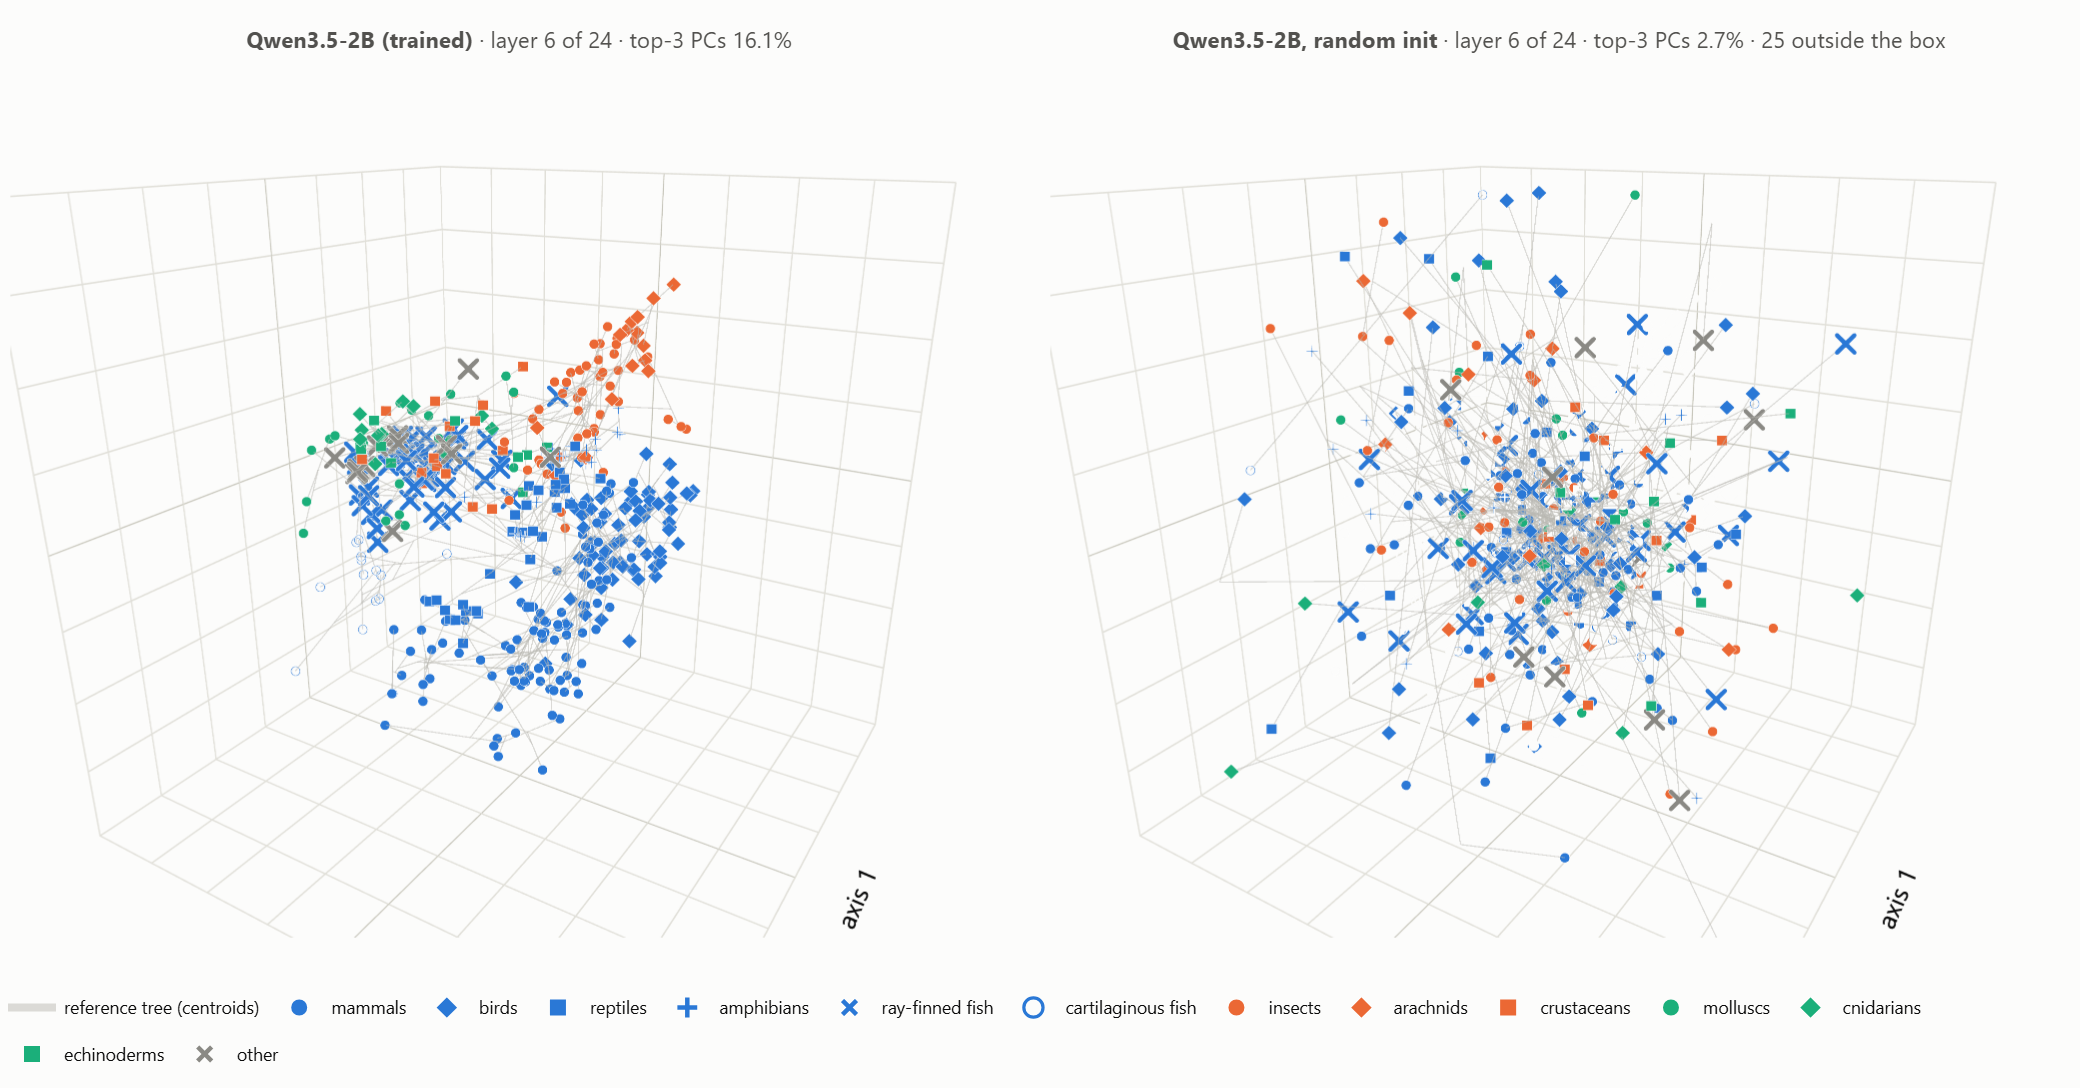 Qwen3.5-2B (trained) · layer 6 of 24 · top-3 PCs 16.1%
Qwen3.5-2B, random init · layer 6 of 24 · top-3 PCs 2.7% · 25 outside the box
axis 1
axis 1
reference tree (centroids) mammals birds reptiles amphibians ray-finned fish cartilaginous fish insects arachnids crustaceans molluscs cnidarians
echinoderms other